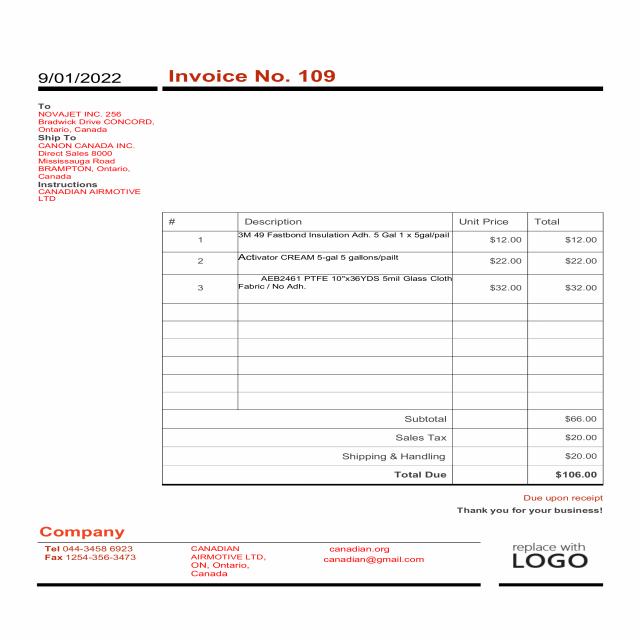 9/01/2022
Invoice No. 109
To
NOVAJET INC. 256
Bradwick Drive CONCORD,
Ontario, Canada
Ship To
CANON CANADA INC.
Direct Sales 8000
Mississauga Road
BRAMPTON, Ontario,
Canada
Instructions
CANADIAN AIRMOTIVE
LTD
# Description Unit Price Total
1 3M 49 Fastbond Insulation Adh. 5 Gal 1 x 5gal/pail $12.00 $12.00
2 Activator CREAM 5-gal 5 gallons/pailt $22.00 $22.00
AEB2461 PTFE 10"x36YDS 5mil Glass Cloth
3 Fabric / No Adh. $32.00 $32.00
Subtotal $66.00
Sales Tax $20.00
Shipping & Handling $20.00
Total Due $106.00
Due upon receipt
Thank you for your business!
Company
Tel 044-3458 6923
Fax 1254-356-3473
CANADIAN
AIRMOTIVE LTD,
ON, Ontario,
Canada
canadian.org
canadian@gmail.com
replace with
LOGO